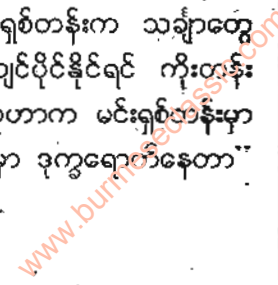 ရှစ်တန်းက သင်္ချာတွေ
ကျင်ပိုင်နိုင်ရင် ကိုးတန်း
ဟာက မင်းရှစ်တန်းမှာ
မှာ ဒုက္ခရောက်နေတာ"
www.burmeseclassic.com